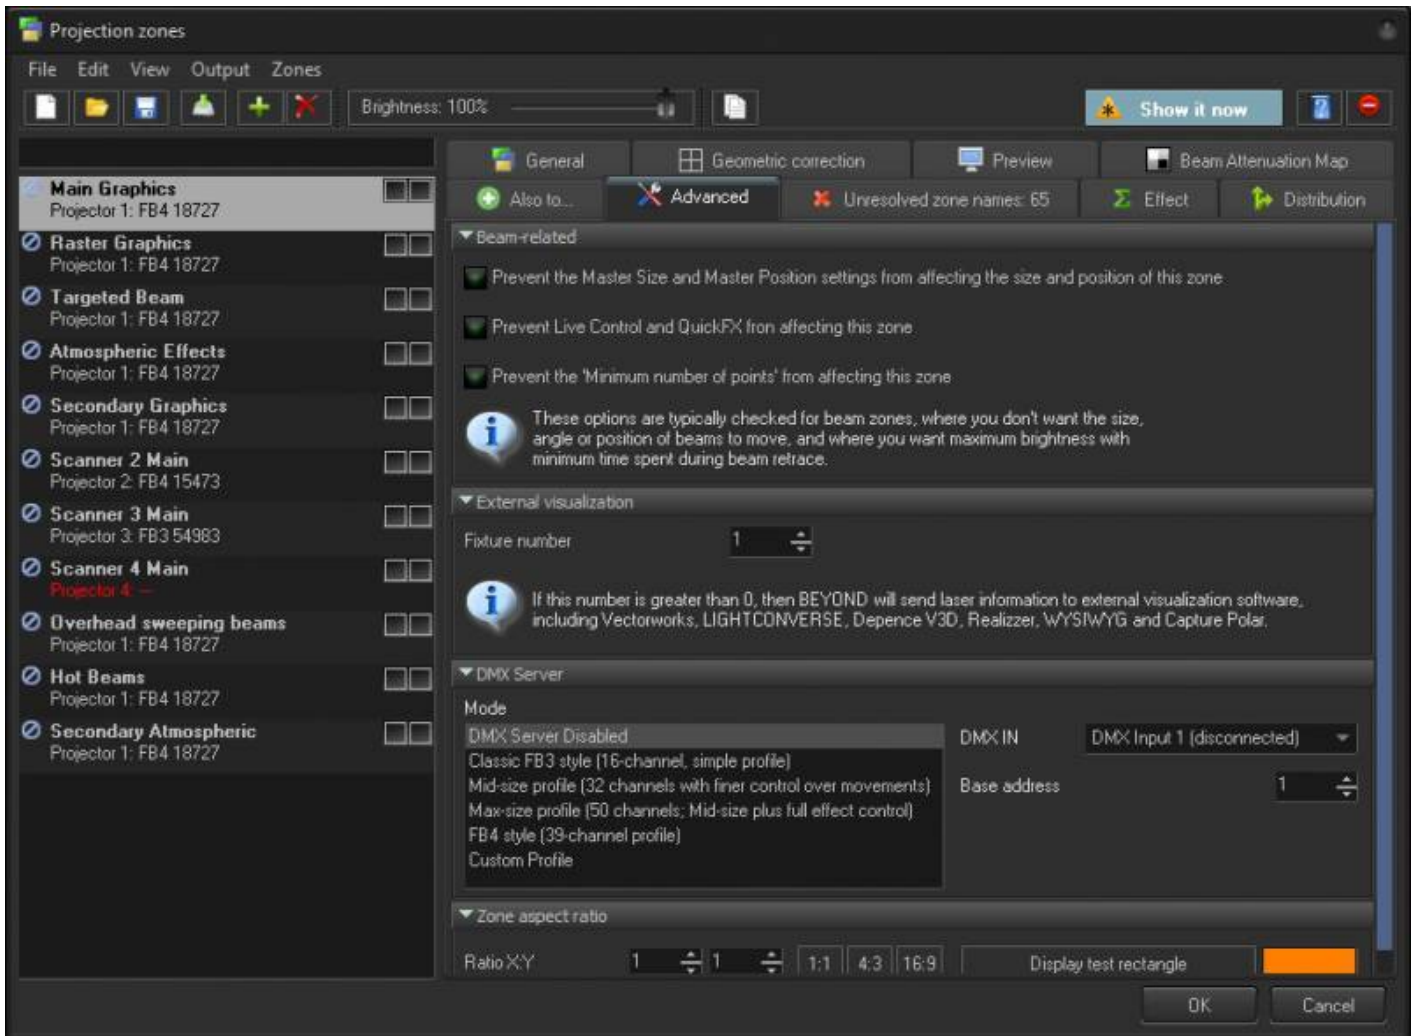 Projection zones
File Edit View Output Zones
Brightness: 100%
Show it now
General
Geometric correction
Preview
Beam Attenuation Map
Also to...
Advanced
Unresolved zone names: 65
Effect
Distribution
Main Graphics
Projector 1: FB4 18727
Raster Graphics
Projector 1: FB4 18727
Targeted Beam
Projector 1: FB4 18727
Atmospheric Effects
Projector 1: FB4 18727
Secondary Graphics
Projector 1: FB4 18727
Scanner 2 Main
Projector 2: FB4 15473
Scanner 3 Main
Projector 3: FB3 54983
Scanner 4 Main
Projector 4: --
Overhead sweeping beams
Projector 1: FB4 18727
Hot Beams
Projector 1: FB4 18727
Secondary Atmospheric
Projector 1: FB4 18727
Beam-related
Prevent the Master Size and Master Position settings from affecting the size and position of this zone
Prevent Live Control and QuickFX fron affecting this zone
Prevent the 'Minimum number of points' from affecting this zone
These options are typically checked for beam zones, where you don't want the size,
angle or position of beams to move, and where you want maximum brightness with
minimum time spent during beam retrace.
External visualization
Fixture number 1
If this number is greater than 0, then BEYOND will send laser information to external visualization software,
including Vectorworks, LIGHTCONVERSE, Depence V3D, Realizzer, WYSIWYG and Capture Polar.
DMX Server
Mode
DMX Server Disabled
Classic FB3 style (16-channel, simple profile)
Mid-size profile (32 channels with finer control over movements)
Max-size profile (50 channels; Mid-size plus full effect control)
FB4 style (39-channel profile)
Custom Profile
DMX IN DMX Input 1 (disconnected)
Base address 1
Zone aspect ratio
Ratio X:Y 1 1 1:1 4:3 16:9 Display test rectangle
OK Cancel